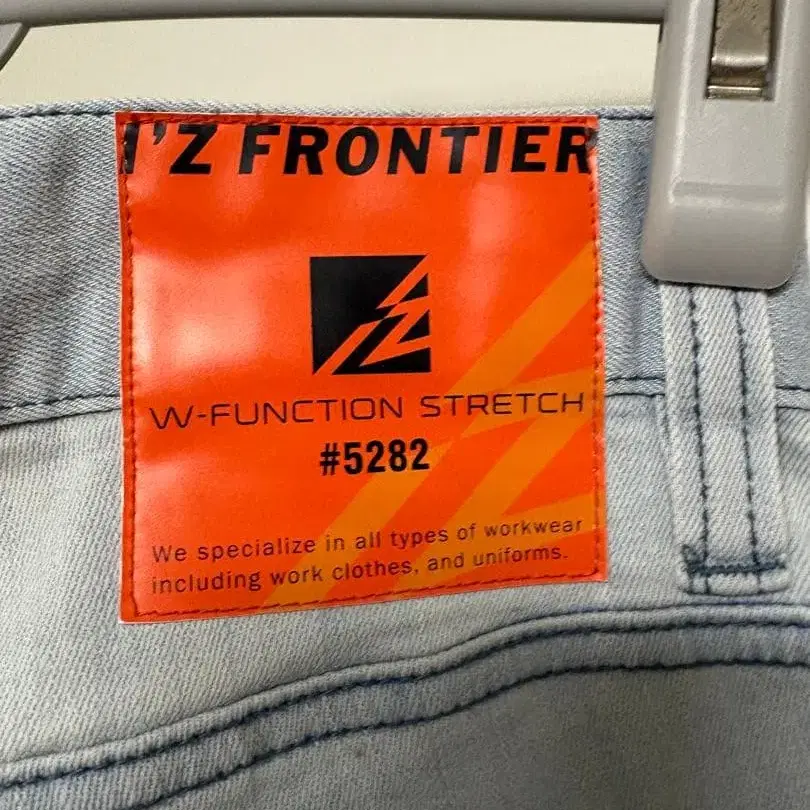 I'Z FRONTIER
W-FUNCTION STRETCH
#5282
We specialize in all types of workwear
including work clothes, and uniforms.